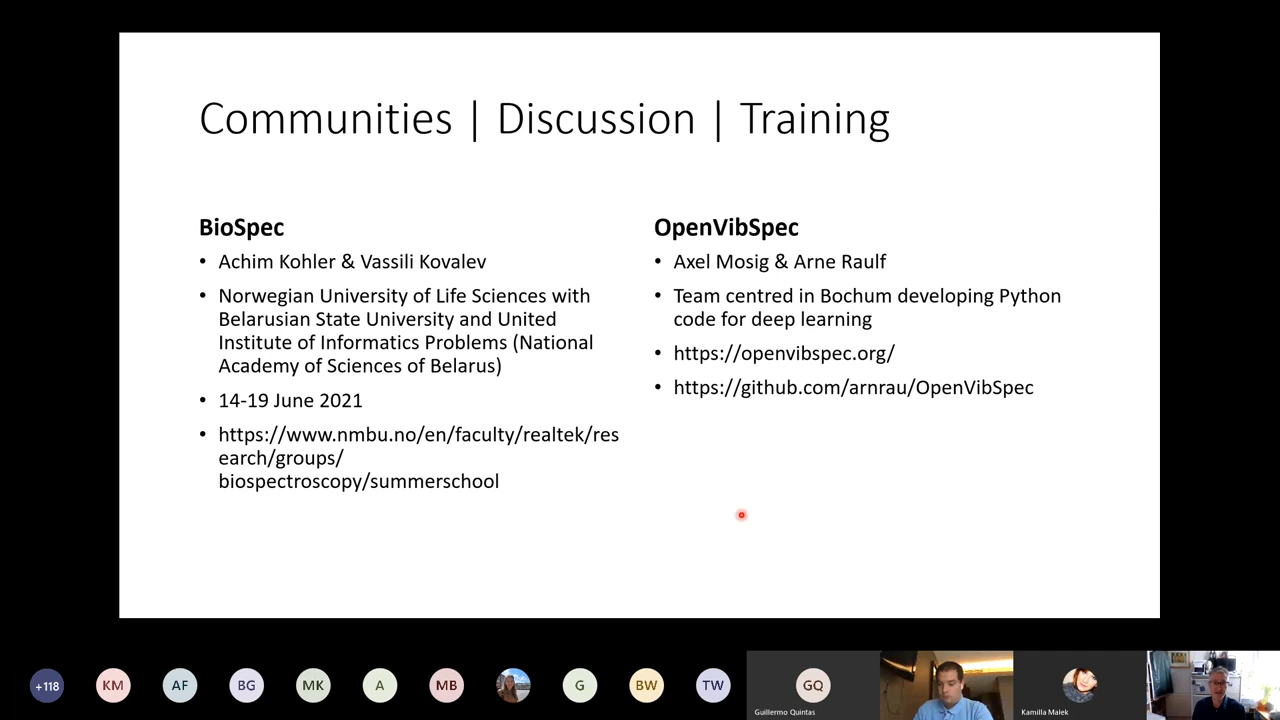 Communities | Discussion | Training
BioSpec
• Achim Kohler & Vassili Kovalev
• Norwegian University of Life Sciences with
Belarusian State University and United
Institute of Informatics Problems (National
Academy of Sciences of Belarus)
• 14-19 June 2021
• https://www.nmbu.no/en/faculty/realtek/res
earch/groups/
biospectroscopy/summerschool
OpenVibSpec
• Axel Mosig & Arne Raulf
• Team centred in Bochum developing Python
code for deep learning
• https://openvibspec.org/
• https://github.com/arnrau/OpenVibSpec
+118
KM
AF
BG
MK
A
MB
G
BW
TW
GQ
Guillermo Quintas
Kamilla Małek